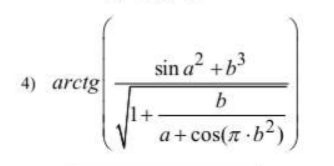 4) arctg( (sin a² + b³) / √(1 + b / (a + cos(π · b²))) )